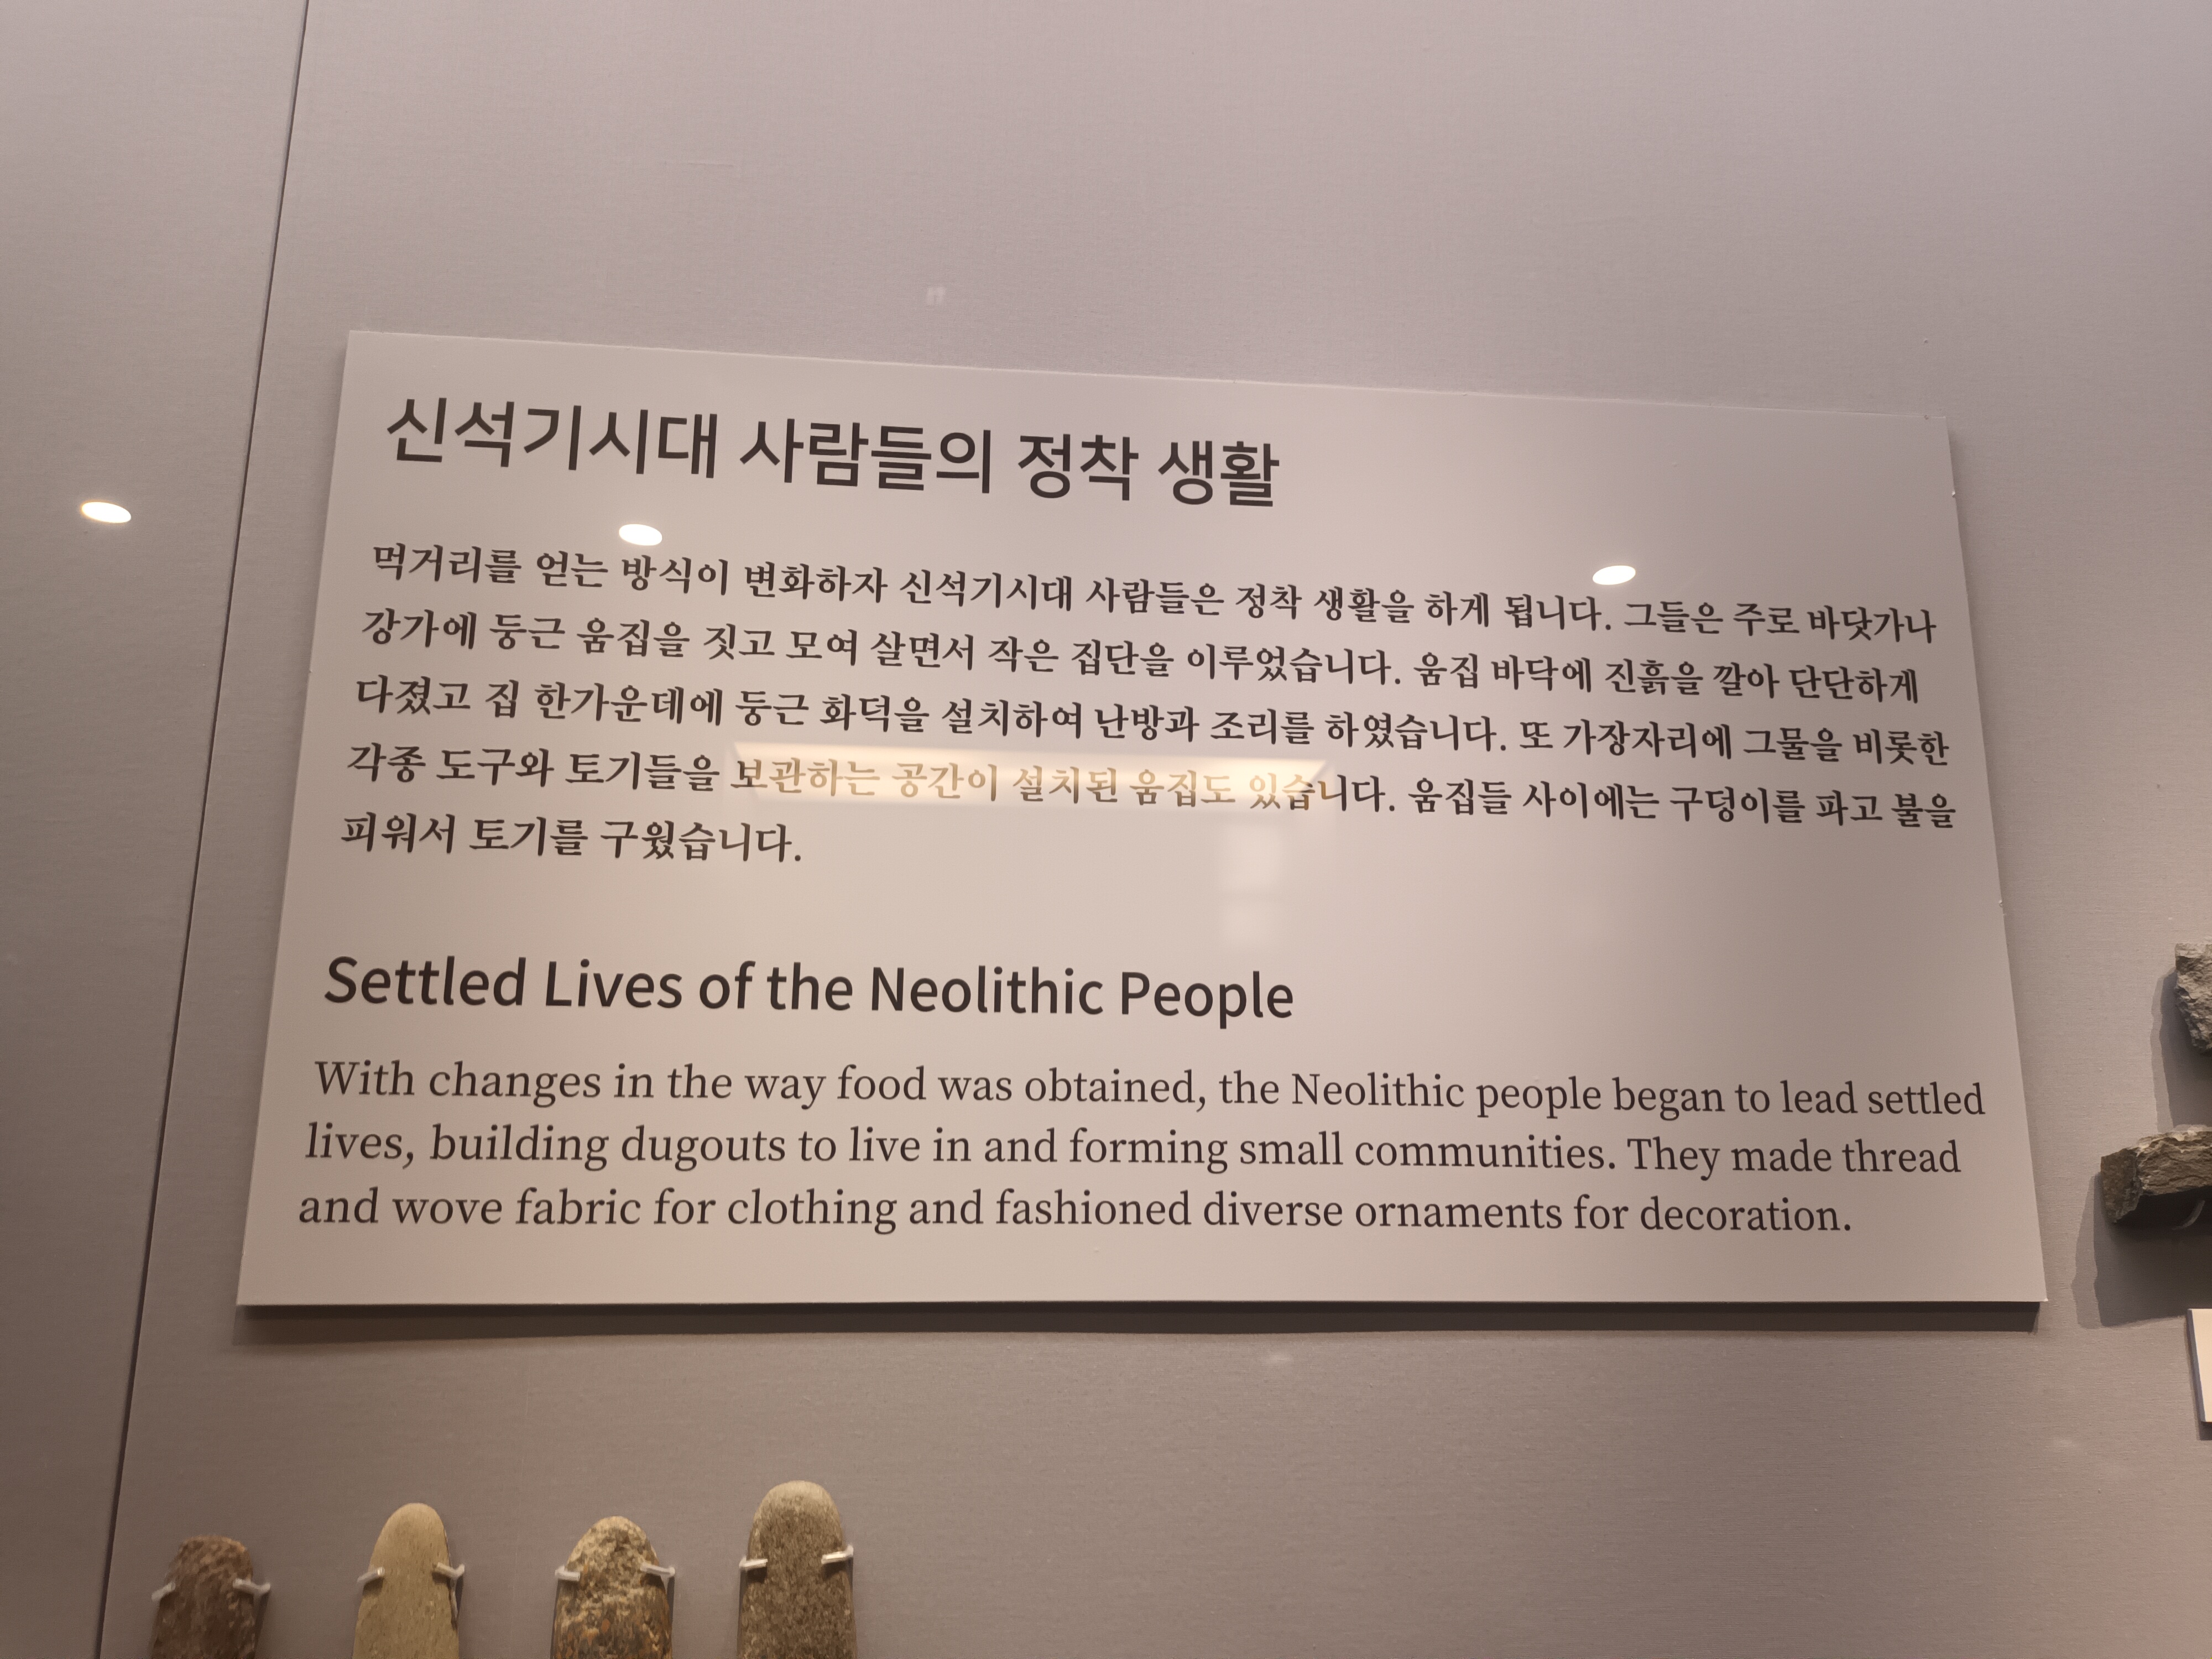 신석기시대 사람들의 정착 생활
먹거리를 얻는 방식이 변화하자 신석기시대 사람들은 정착 생활을 하게 됩니다. 그들은 주로 바닷가나
강가에 둥근 움집을 짓고 모여 살면서 작은 집단을 이루었습니다. 움집 바닥에 진흙을 깔아 단단하게
다졌고 집 한가운데에 둥근 화덕을 설치하여 난방과 조리를 하였습니다. 또 가장자리에 그물을 비롯한
각종 도구와 토기들을 보관하는 공간이 설치된 움집도 있습니다. 움집들 사이에는 구덩이를 파고 불을
피워서 토기를 구웠습니다.
Settled Lives of the Neolithic People
With changes in the way food was obtained, the Neolithic people began to lead settled
lives, building dugouts to live in and forming small communities. They made thread
and wove fabric for clothing and fashioned diverse ornaments for decoration.